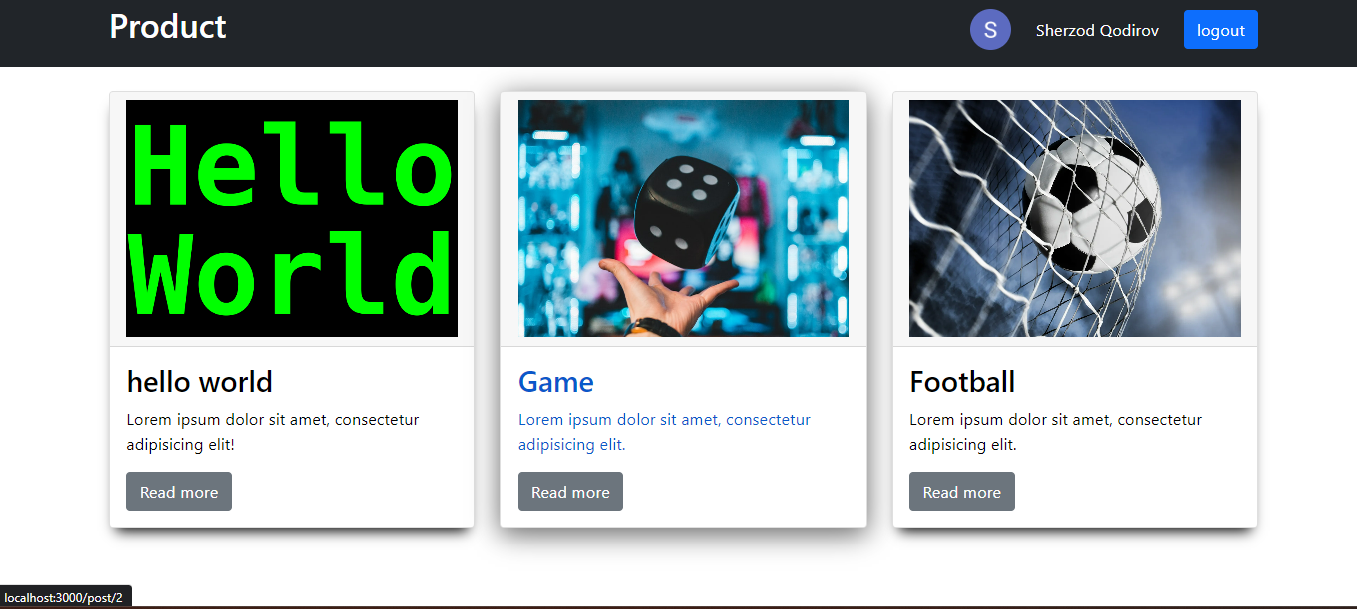 Product
S
Sherzod Qodirov
logout
Hello
World
hello world
Lorem ipsum dolor sit amet, consectetur
adipisicing elit!
Read more
Game
Lorem ipsum dolor sit amet, consectetur
adipisicing elit.
Read more
Football
Lorem ipsum dolor sit amet, consectetur
adipisicing elit.
Read more
localhost:3000/post/2